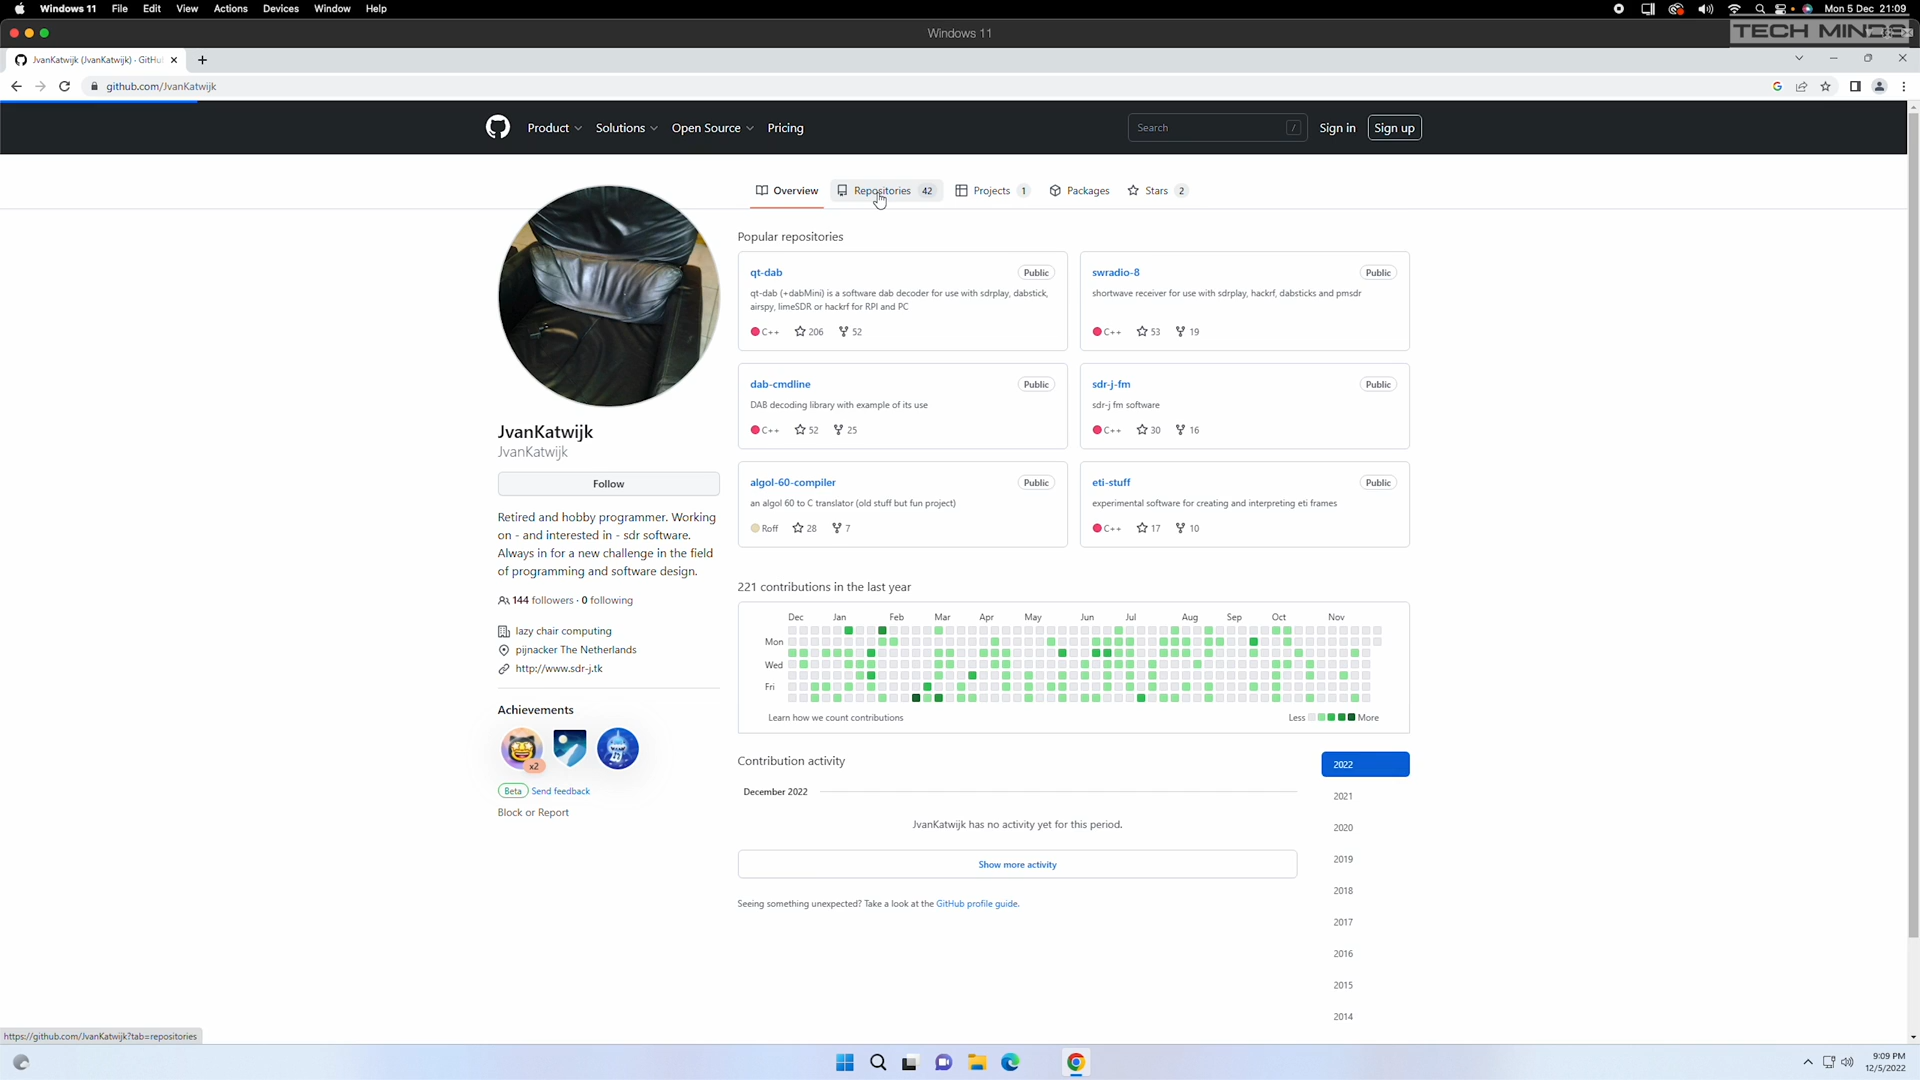 Windows 11 File Edit View Actions Devices Window Help
Mon 5 Dec 21:09
Windows 11
TECH MINDS
JvanKatwijk (JvanKatwijk) · GitHu
github.com/JvanKatwijk
Product Solutions Open Source Pricing
Search /
Sign in Sign up
Overview Repositories 42 Projects 1 Packages Stars 2
JvanKatwijk
JvanKatwijk
Follow
Retired and hobby programmer. Working
on - and interested in - sdr software.
Always in for a new challenge in the field
of programming and software design.
144 followers · 0 following
lazy chair computing
pijnacker The Netherlands
http://www.sdr-j.tk
Achievements
x2
Beta Send feedback
Block or Report
Popular repositories
qt-dab Public
qt-dab (+dabMini) is a software dab decoder for use with sdrplay, dabstick,
airspy, limeSDR or hackrf for RPI and PC
C++ 206 52
swradio-8 Public
shortwave receiver for use with sdrplay, hackrf, dabsticks and pmsdr
C++ 53 19
dab-cmdline Public
DAB decoding library with example of its use
C++ 52 25
sdr-j-fm Public
sdr-j fm software
C++ 30 16
algol-60-compiler Public
an algol 60 to C translator (old stuff but fun project)
Roff 28 7
eti-stuff Public
experimental software for creating and interpreting eti frames
C++ 17 10
221 contributions in the last year
Dec Jan Feb Mar Apr May Jun Jul Aug Sep Oct Nov
Mon
Wed
Fri
Learn how we count contributions
Less More
Contribution activity
December 2022
JvanKatwijk has no activity yet for this period.
Show more activity
Seeing something unexpected? Take a look at the GitHub profile guide.
2022
2021
2020
2019
2018
2017
2016
2015
2014
https://github.com/JvanKatwijk?tab=repositories
9:09 PM
12/5/2022